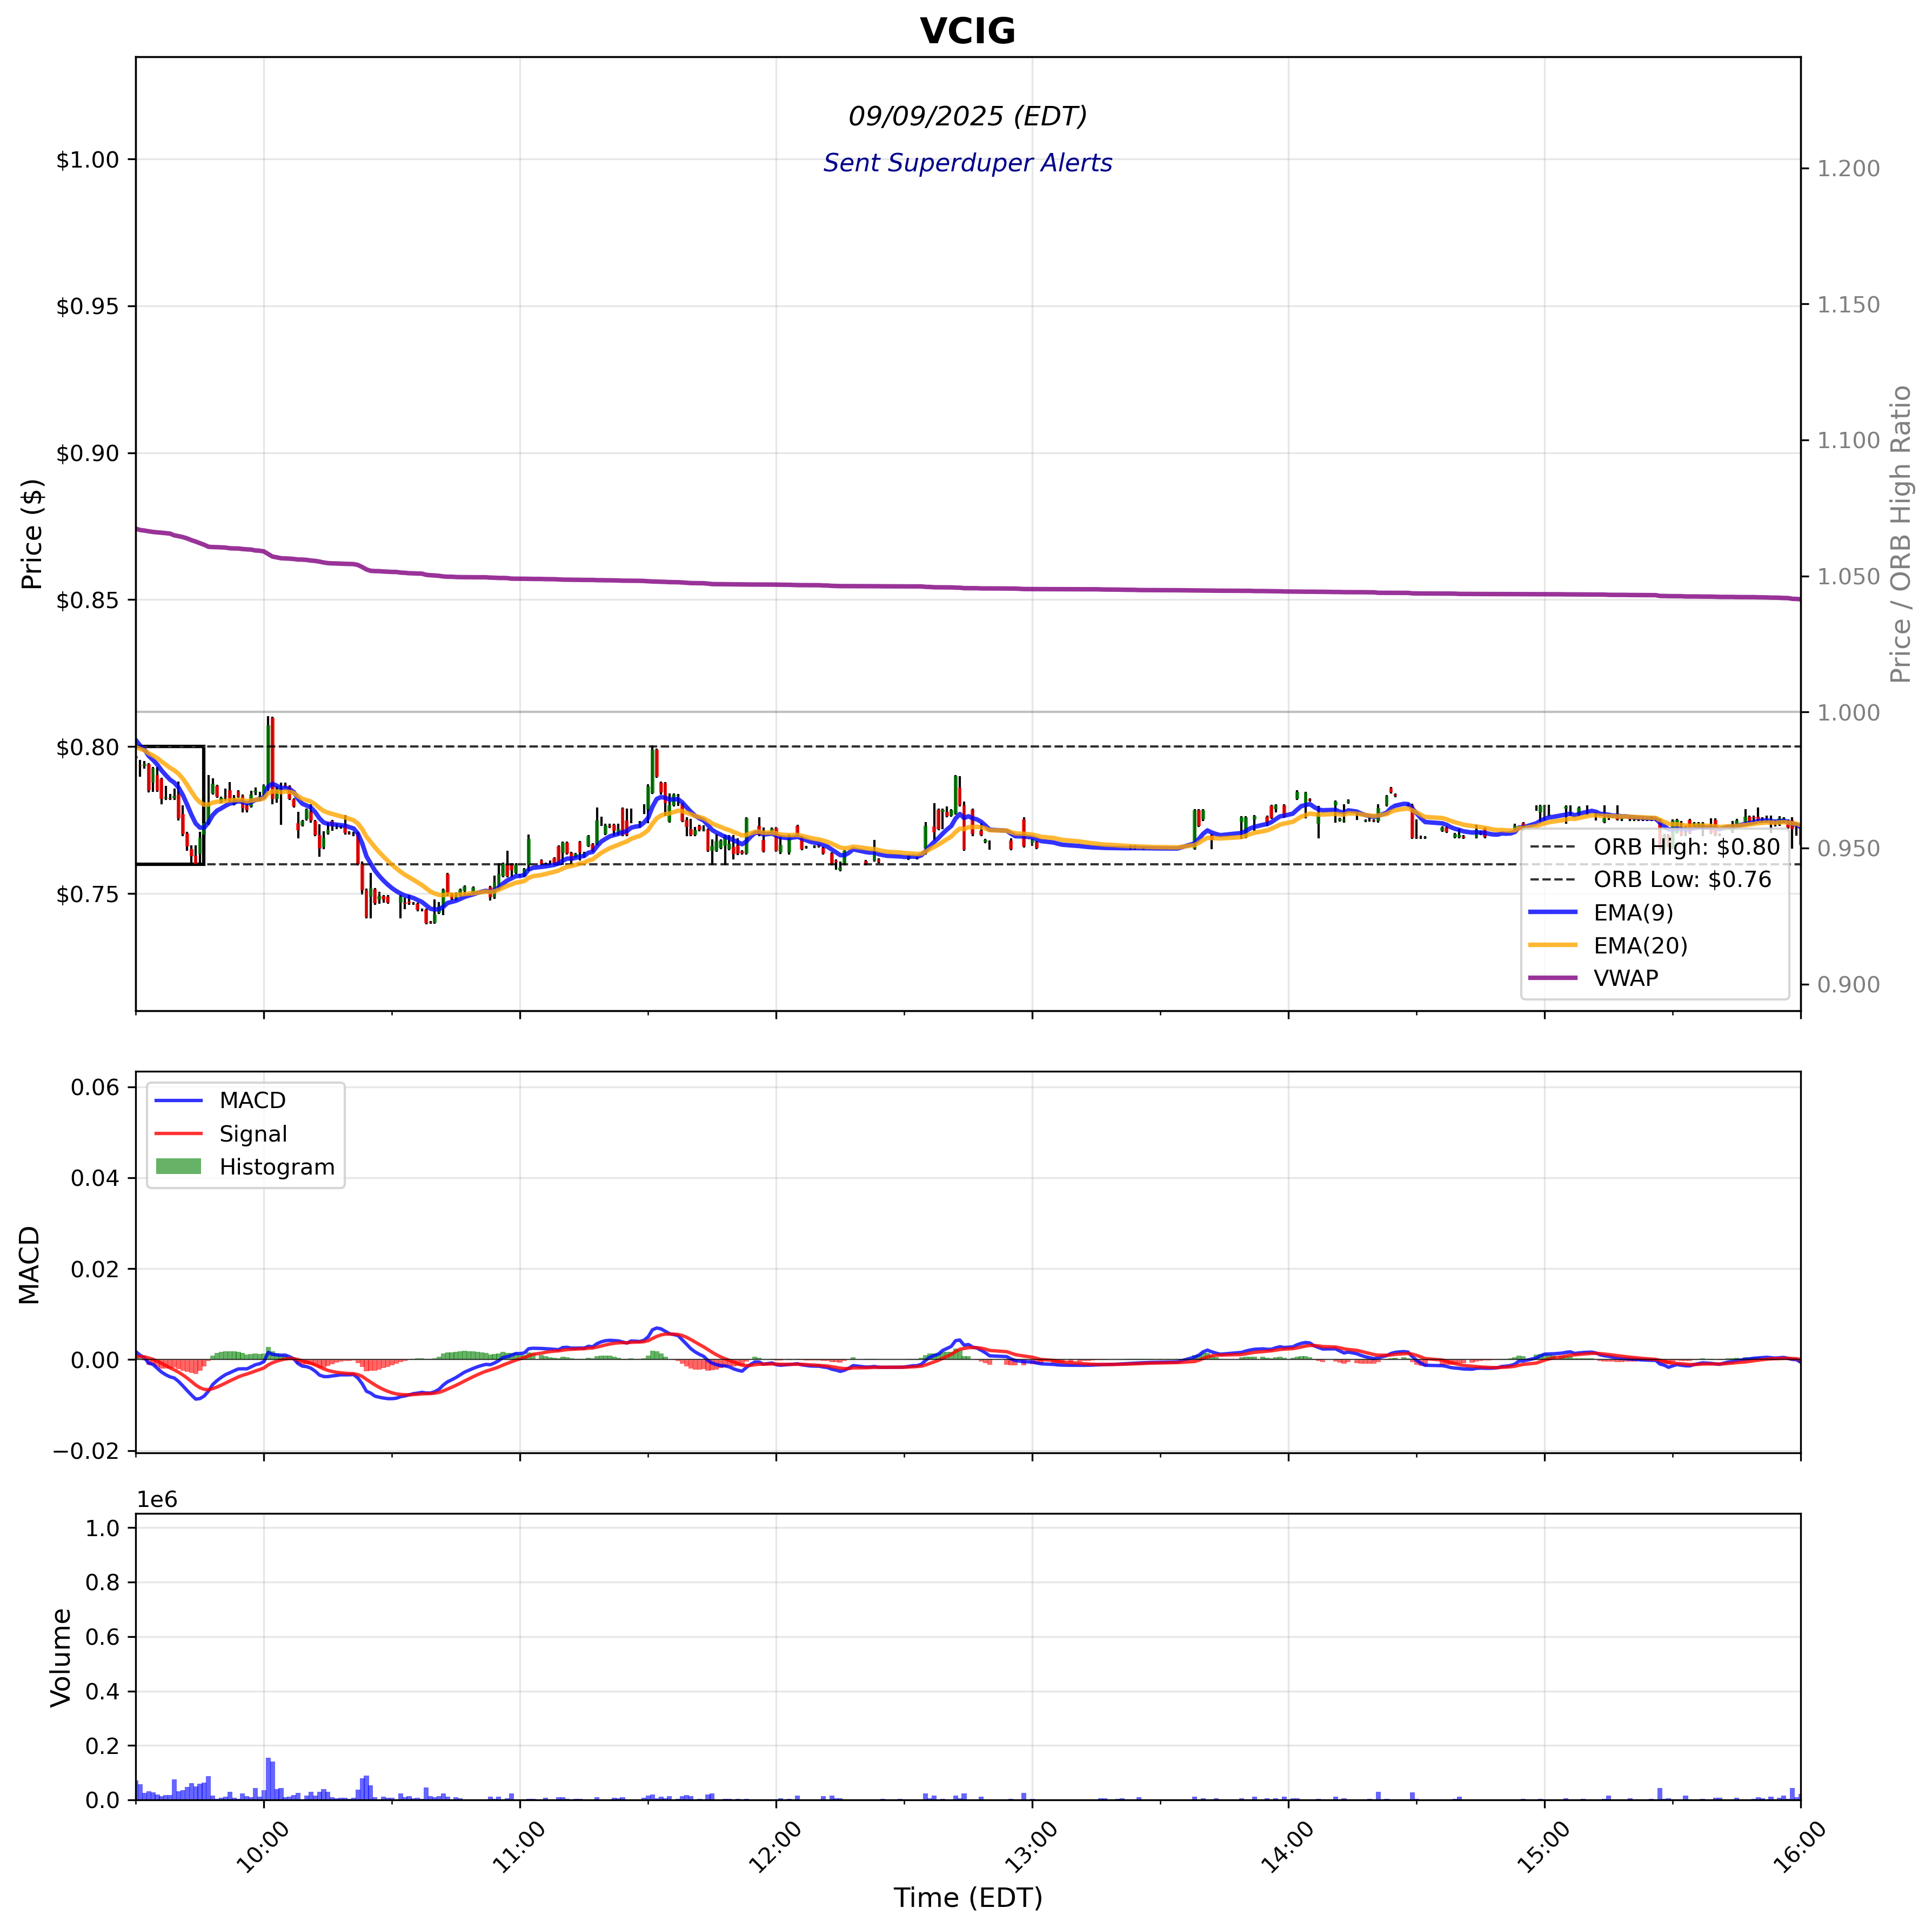 VCIG
09/09/2025 (EDT)
Sent Superduper Alerts
Price ($)
$1.00
$0.95
$0.90
$0.85
$0.80
$0.75
1.200
1.150
1.100
1.050
1.000
0.950
0.900
Price / ORB High Ratio
ORB High: $0.80
ORB Low: $0.76
EMA(9)
EMA(20)
VWAP
MACD
0.06
0.04
0.02
0.00
−0.02
MACD
Signal
Histogram
1e6
Volume
1.0
0.8
0.6
0.4
0.2
0.0
10:00
11:00
12:00
13:00
14:00
15:00
16:00
Time (EDT)